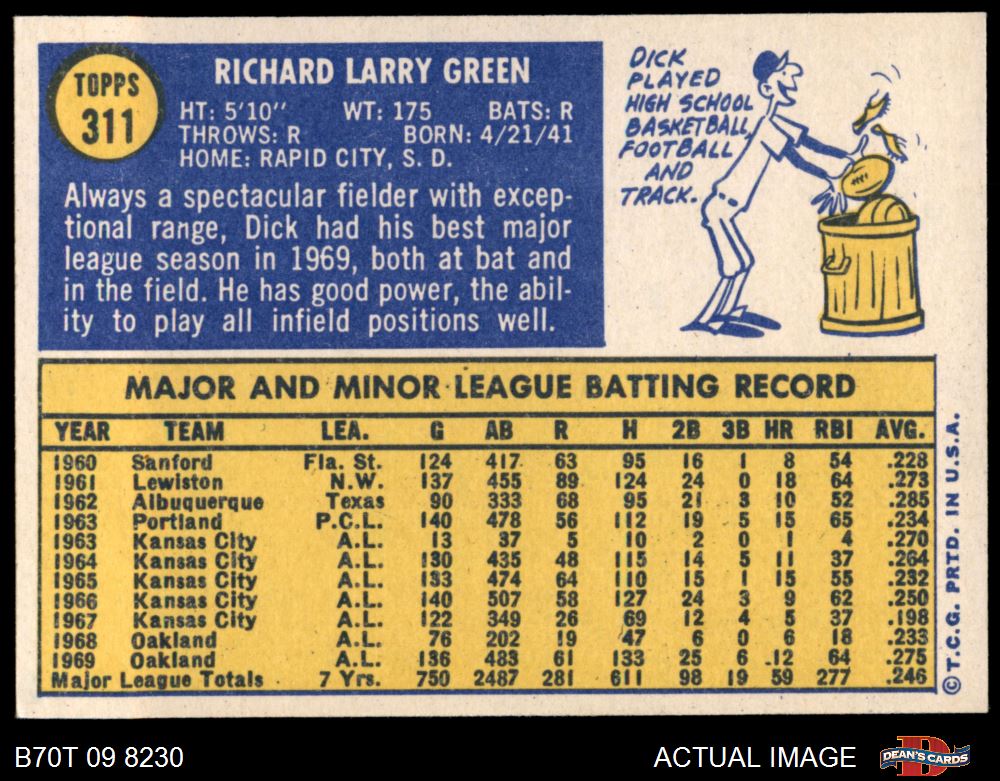 TOPPS
311
RICHARD LARRY GREEN
HT: 5'10" WT: 175 BATS: R
THROWS: R BORN: 4/21/41
HOME: RAPID CITY, S. D.
Always a spectacular fielder with excep-
tional range, Dick had his best major
league season in 1969, both at bat and
in the field. He has good power, the abil-
ity to play all infield positions well.
DICK
PLAYED
HIGH SCHOOL
BASKETBALL,
FOOTBALL
AND
TRACK.
MAJOR AND MINOR LEAGUE BATTING RECORD
YEAR TEAM LEA. G AB R H 2B 3B HR RBI AVG.
1960 Sanford Fla. St. 124 417 63 95 16 1 8 54 .228
1961 Lewiston N.W. 137 455 89 124 24 0 18 64 .273
1962 Albuquerque Texas 90 333 68 95 21 3 10 52 .285
1963 Portland P.C.L. 140 478 56 112 19 5 15 65 .234
1963 Kansas City A.L. 13 37 5 10 2 0 1 4 .270
1964 Kansas City A.L. 130 435 48 115 14 5 11 37 .264
1965 Kansas City A.L. 133 474 64 110 15 1 15 55 .232
1966 Kansas City A.L. 140 507 58 127 24 3 9 62 .250
1967 Kansas City A.L. 122 349 26 69 12 4 5 37 .198
1968 Oakland A.L. 76 202 19 47 6 0 6 18 .233
1969 Oakland A.L. 136 483 61 133 25 6 12 64 .275
Major League Totals 7 Yrs. 750 2487 281 611 98 19 59 277 .246
©T.C.G. PRTD. IN U.S.A.
B70T 09 8230
ACTUAL IMAGE
DEAN'S CARDS